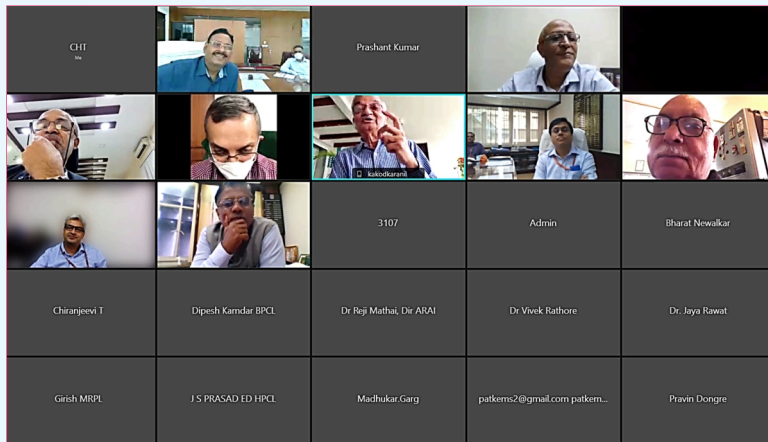 CHT
Me
Prashant Kumar
kakodkaranil
3107
Admin
Bharat Newalkar
Chiranjeevi T
Dipesh Kamdar BPCL
Dr Reji Mathai, Dir ARAI
Dr Vivek Rathore
Dr. Jaya Rawat
Girish MRPL
J S PRASAD ED HPCL
Madhukar.Garg
patkems2@gmail.com patkem...
Pravin Dongre